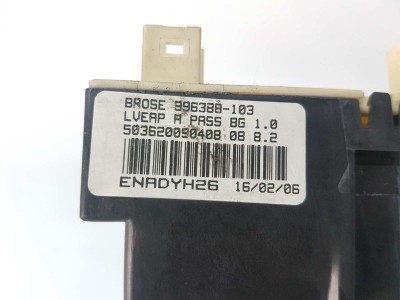 BROSE 996388-103
LVEAP A PASS BG 1.0
503620090408 08 8.2
ENADYH26 16/02/06